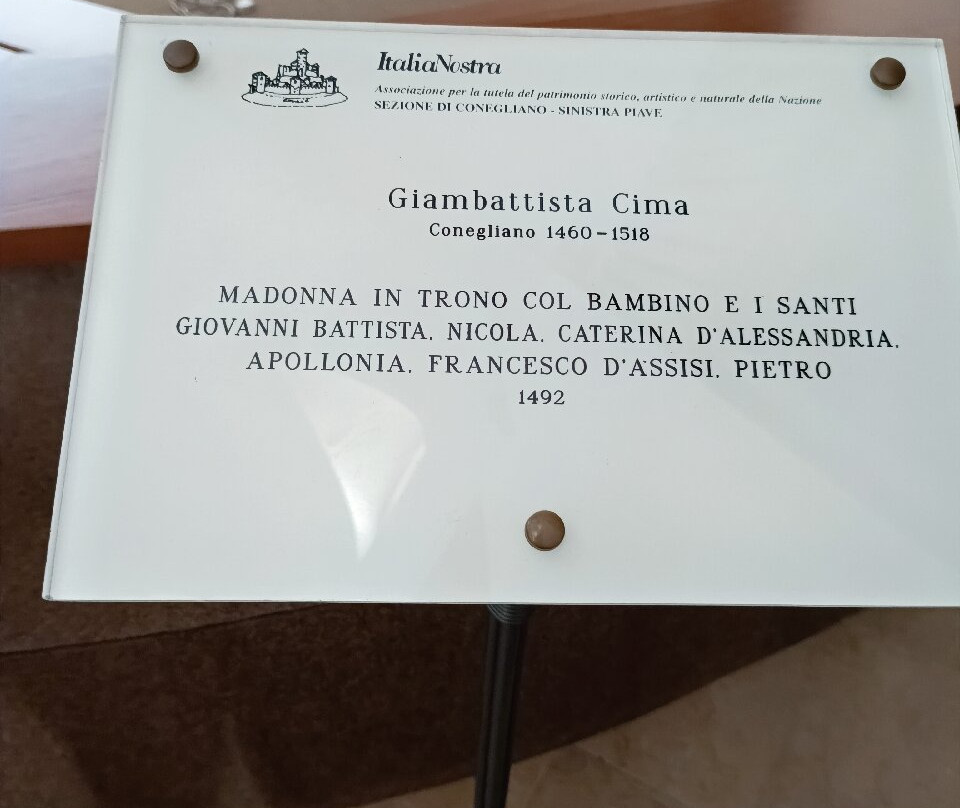 ItaliaNostra
Associazione per la tutela del patrimonio storico, artistico e naturale della Nazione
SEZIONE DI CONEGLIANO - SINISTRA PIAVE
Giambattista Cima
Conegliano 1460-1518
MADONNA IN TRONO COL BAMBINO E I SANTI
GIOVANNI BATTISTA, NICOLA, CATERINA D'ALESSANDRIA,
APOLLONIA, FRANCESCO D'ASSISI, PIETRO
1492